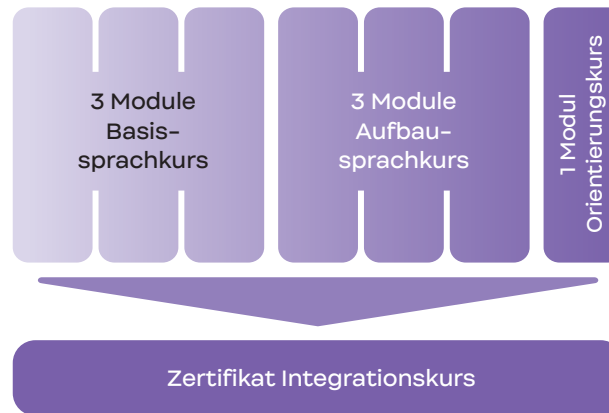 3 Module
Basis-
sprachkurs
3 Module
Aufbau-
sprachkurs
1 Modul
Orientierungskurs
Zertifikat Integrationskurs